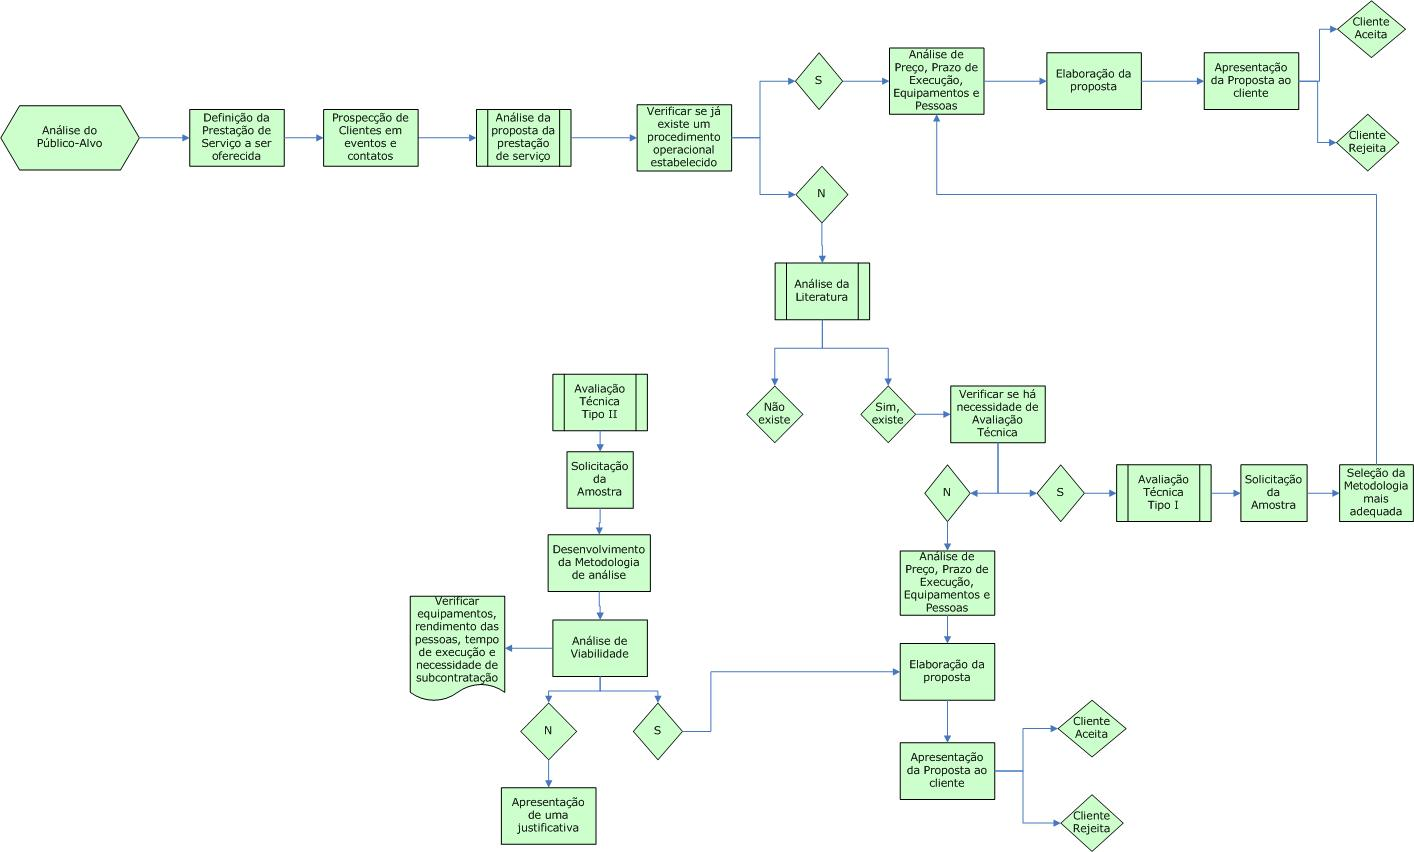 Cliente
Aceita
S
Análise de
Preço, Prazo de
Execução,
Equipamentos e
Pessoas
Elaboração da
proposta
Apresentação
da Proposta ao
cliente
Análise do
Público-Alvo
Definição da
Prestação de
Serviço a ser
oferecida
Prospecção de
Clientes em
eventos e
contatos
Análise da
proposta da
prestação
de serviço
Verificar se já
existe um
procedimento
operacional
estabelecido
Cliente
Rejeita
N
Análise da
Literatura
Avaliação
Técnica
Tipo II
Não
existe
Sim,
existe
Verificar se há
necessidade de
Avaliação
Técnica
Solicitação
da
Amostra
N
S
Avaliação
Técnica
Tipo I
Solicitação
da
Amostra
Seleção da
Metodologia
mais
adequada
Desenvolvimento
da Metodologia
de análise
Análise de
Preço, Prazo de
Execução,
Equipamentos e
Pessoas
Verificar
equipamentos,
rendimento das
pessoas, tempo
de execução e
necessidade de
subcontratação
Análise de
Viabilidade
Elaboração da
proposta
N
S
Cliente
Aceita
Apresentação
da Proposta ao
cliente
Apresentação
de uma
justificativa
Cliente
Rejeita